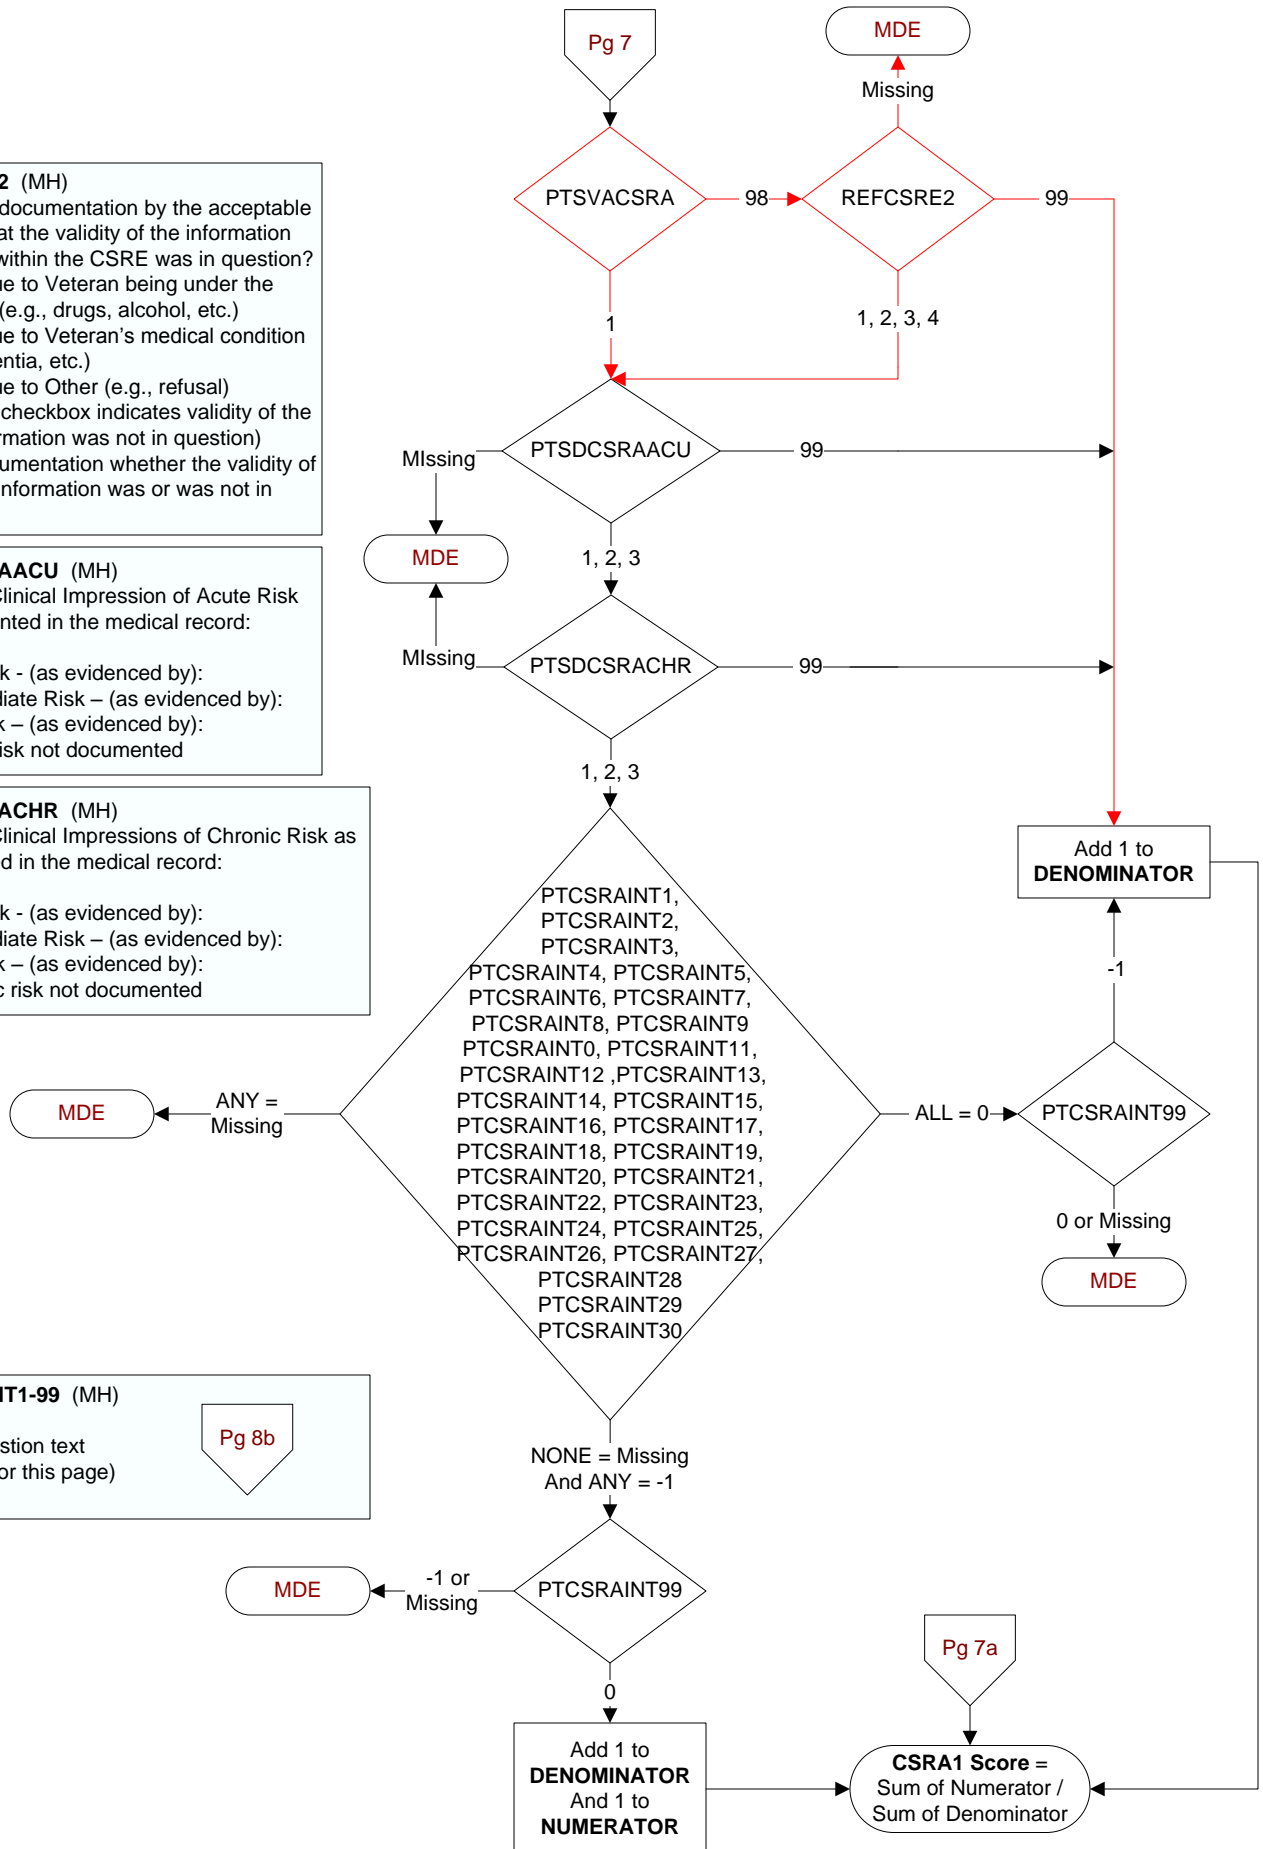 Pg 7
MDE
Missing
PTSVACSRA
98
REFCSRE2
99
1
1, 2, 3, 4
2 (MH)
documentation by the acceptable
at the validity of the information
within the CSRE was in question?
ue to Veteran being under the
(e.g., drugs, alcohol, etc.)
ue to Veteran’s medical condition
entia, etc.)
ue to Other (e.g., refusal)
checkbox indicates validity of the
rmation was not in question)
umentation whether the validity of
information was or was not in
MIssing
PTSDCSRAACU
99
MDE
1, 2, 3
AACU (MH)
Clinical Impression of Acute Risk
nted in the medical record:
k - (as evidenced by):
diate Risk – (as evidenced by):
k – (as evidenced by):
isk not documented
MIssing
PTSDCSRACHR
99
1, 2, 3
ACHR (MH)
Clinical Impressions of Chronic Risk as
d in the medical record:
k - (as evidenced by):
diate Risk – (as evidenced by):
k – (as evidenced by):
c risk not documented
Add 1 to
DENOMINATOR
PTCSRAINT1,
PTCSRAINT2,
PTCSRAINT3,
PTCSRAINT4, PTCSRAINT5,
PTCSRAINT6, PTCSRAINT7,
PTCSRAINT8, PTCSRAINT9
PTCSRAINT0, PTCSRAINT11,
PTCSRAINT12 ,PTCSRAINT13,
PTCSRAINT14, PTCSRAINT15,
PTCSRAINT16, PTCSRAINT17,
PTCSRAINT18, PTCSRAINT19,
PTCSRAINT20, PTCSRAINT21,
PTCSRAINT22, PTCSRAINT23,
PTCSRAINT24, PTCSRAINT25,
PTCSRAINT26, PTCSRAINT27,
PTCSRAINT28
PTCSRAINT29
PTCSRAINT30
MDE
ANY =
Missing
ALL = 0
-1
PTCSRAINT99
0 or Missing
MDE
IT1-99 (MH)
stion text
or this page)
Pg 8b
NONE = Missing
And ANY = -1
MDE
-1 or
Missing
PTCSRAINT99
0
Add 1 to
DENOMINATOR
And 1 to
NUMERATOR
Pg 7a
CSRA1 Score =
Sum of Numerator /
Sum of Denominator